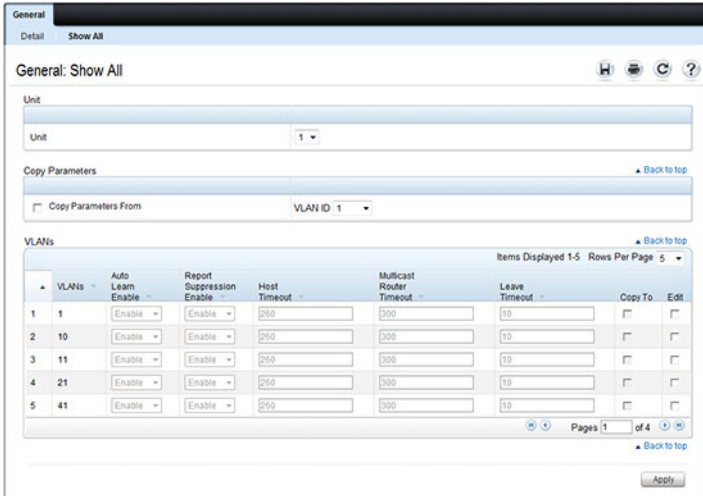 General
Detail Show All
General: Show All
Unit
Unit 1
Copy Parameters Back to top
Copy Parameters From VLAN ID 1
VLANs Back to top
Items Displayed 1-5 Rows Per Page 5
VLANs Auto Learn Enable Report Suppression Enable Host Timeout Multicast Router Timeout Leave Timeout Copy To Edit
1 1 Enable Enable 260 300 10
2 10 Enable Enable 260 300 10
3 11 Enable Enable 260 300 10
4 21 Enable Enable 260 300 10
5 41 Enable Enable 260 300 10
Pages 1 of 4
Back to top
Apply